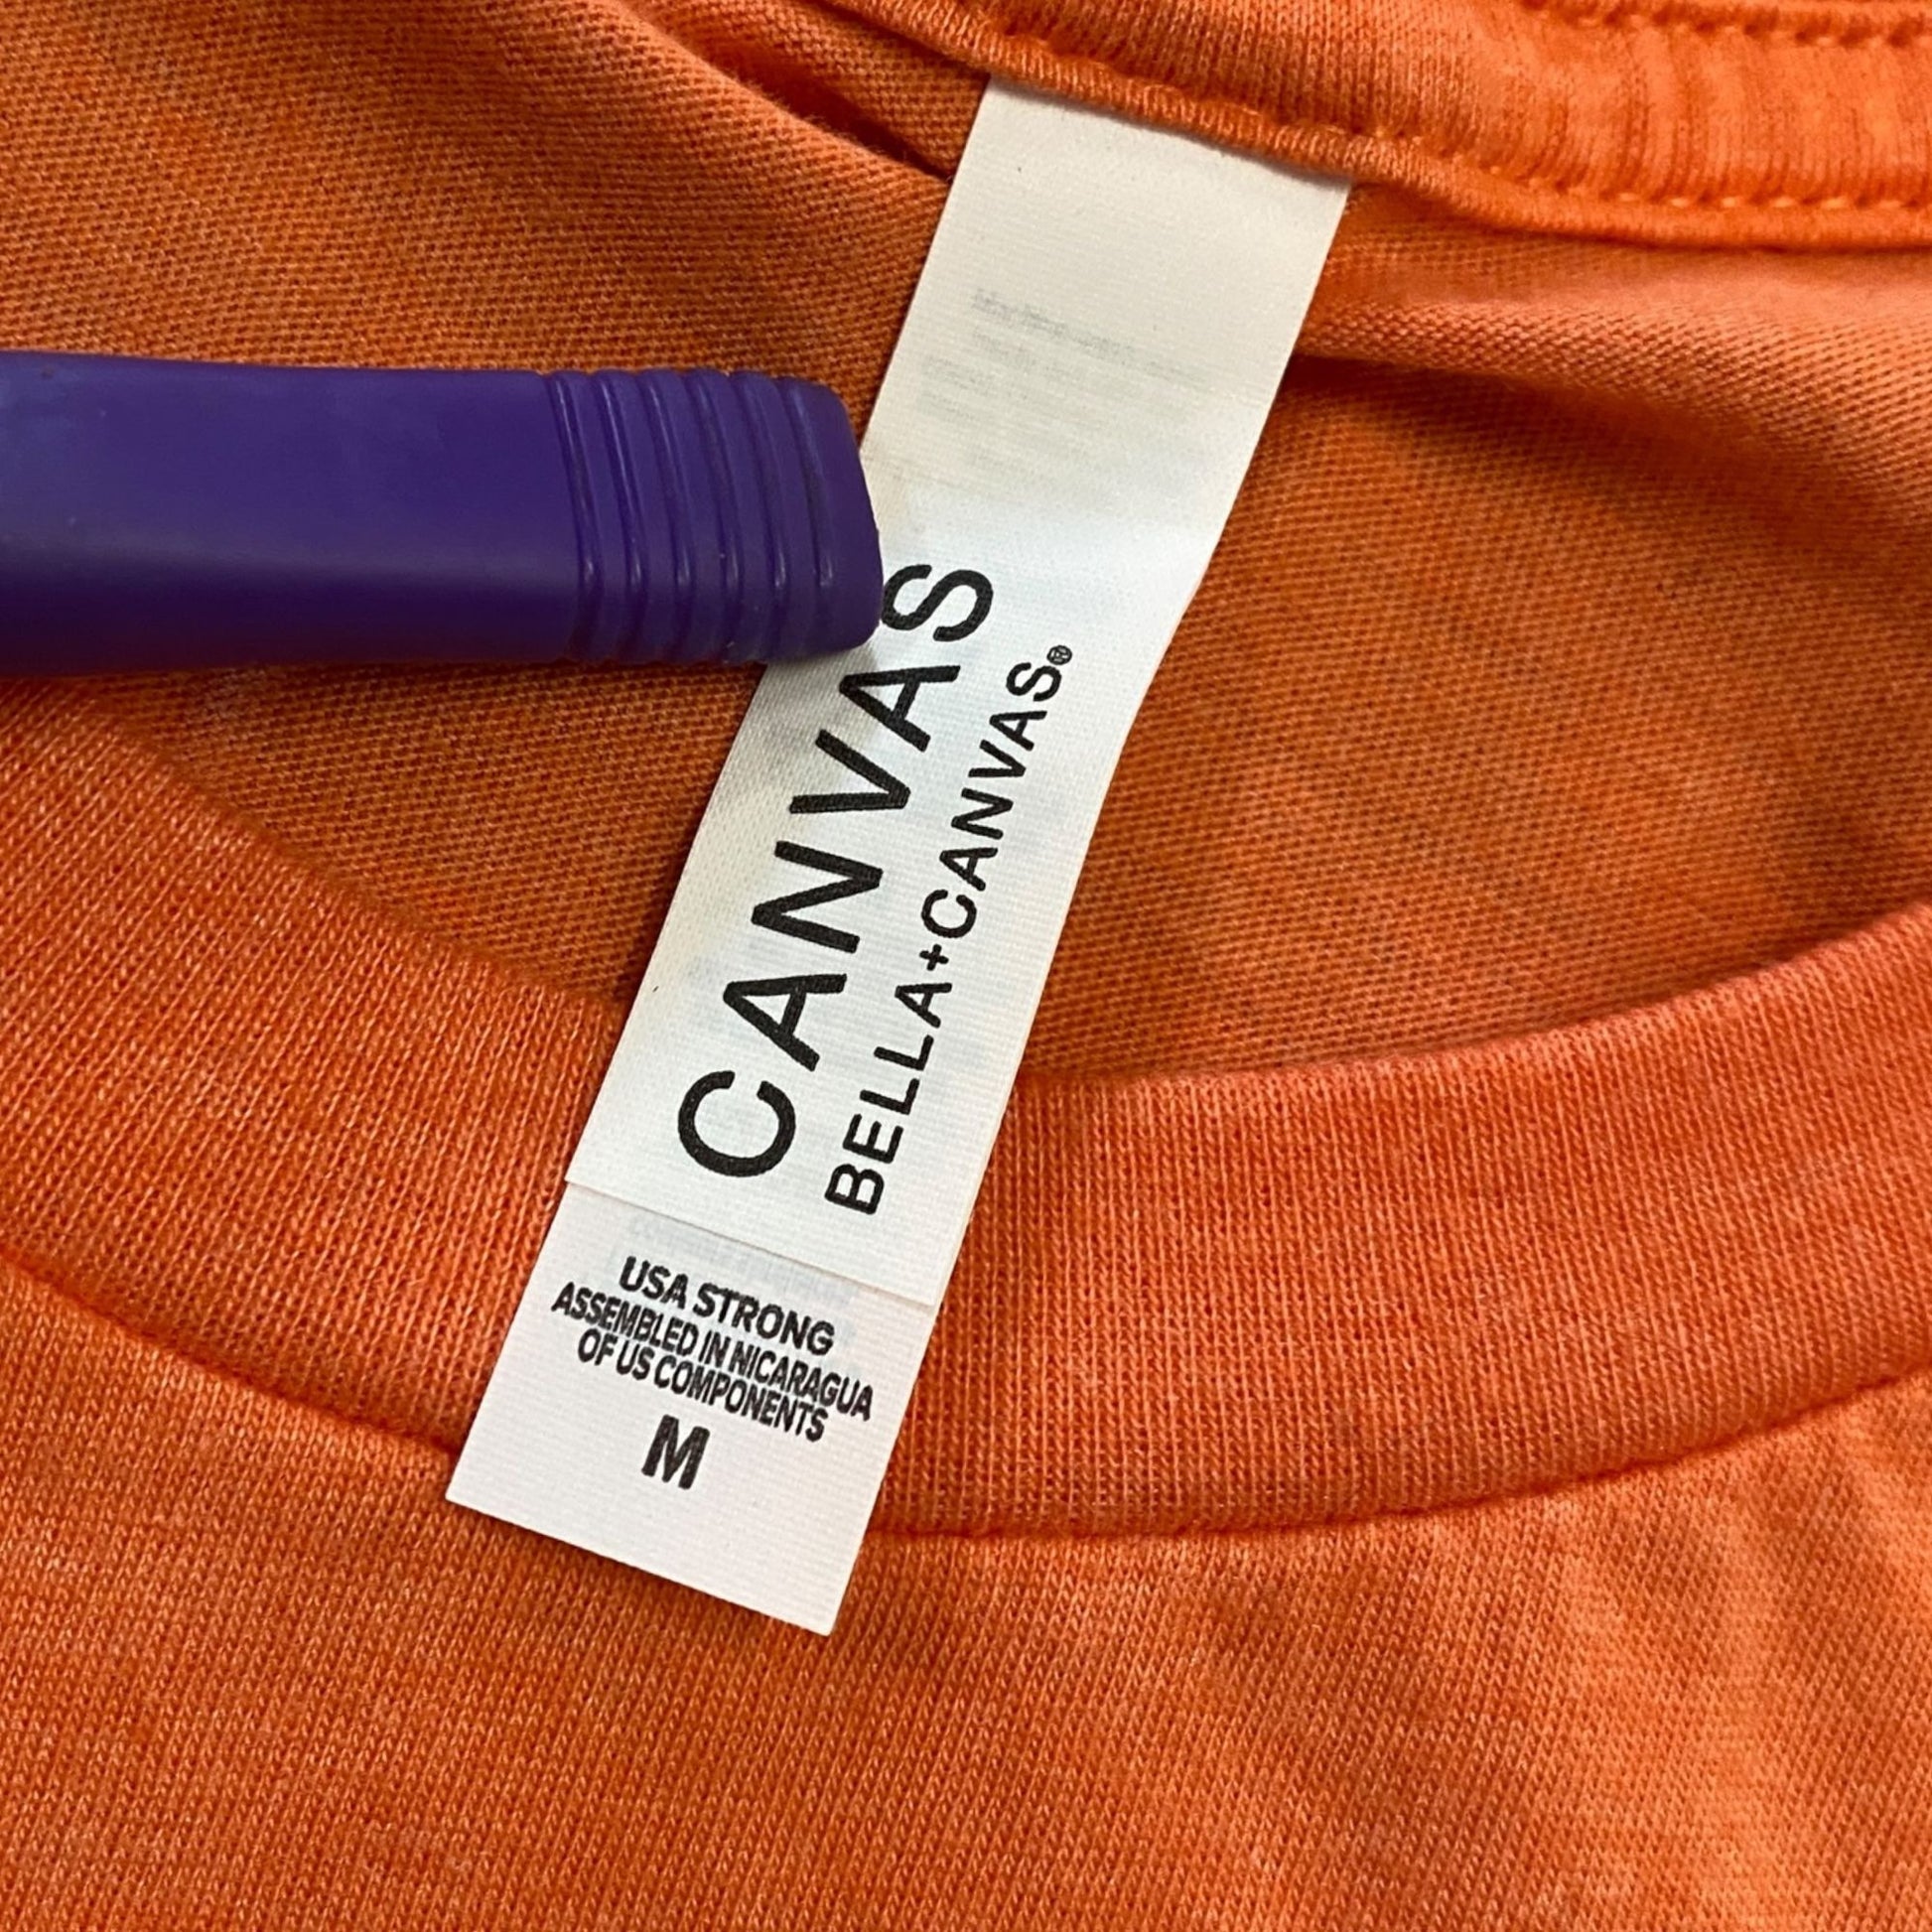 CANVAS
BELLA+CANVAS®
USA STRONG
ASSEMBLED IN NICARAGUA
OF US COMPONENTS
M